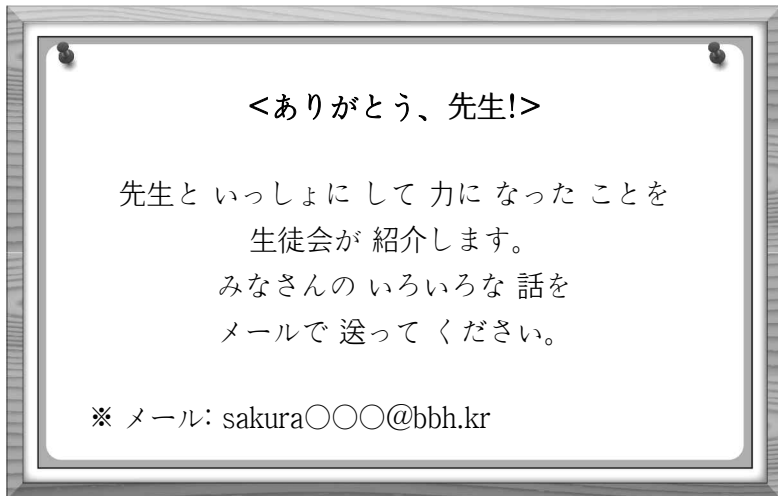 <ありがとう、先生!>
先生と いっしょに して 力に なった ことを
生徒会が 紹介します。
みなさんの いろいろな 話を
メールで 送って ください。
※ メール: sakura○○○@bbh.kr